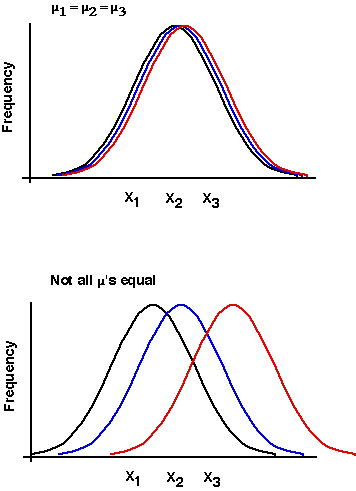 μ₁ = μ₂ = μ₃
Frequency
X₁ X₂ X₃
Not all μ's equal
Frequency
X₁ X₂ X₃